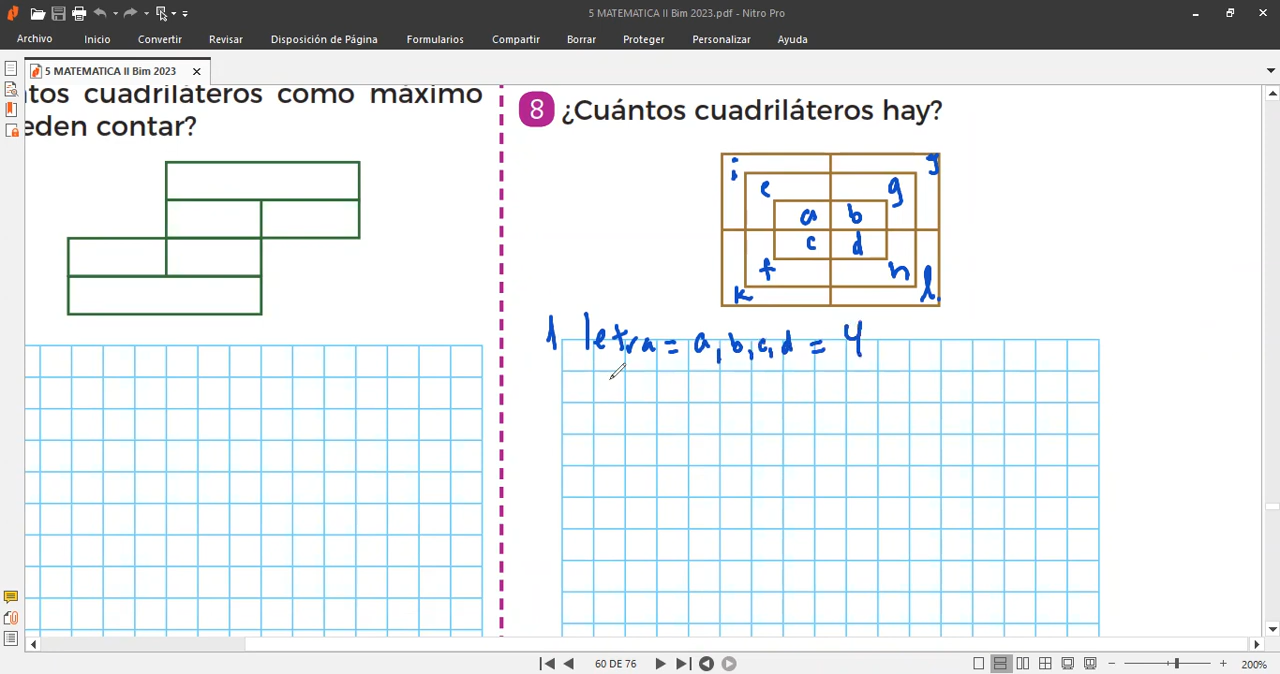 5 MATEMATICA II Bim 2023.pdf - Nitro Pro
Archivo Inicio Convertir Revisar Disposición de Página Formularios Compartir Borrar Proteger Personalizar Ayuda
5 MATEMATICA II Bim 2023
ntos cuadriláteros como máximo
eden contar?
8 ¿Cuántos cuadriláteros hay?
i j
e g
a b
c d
f h
k l
1 letra = a, b, c, d = 4
60 DE 76
200%